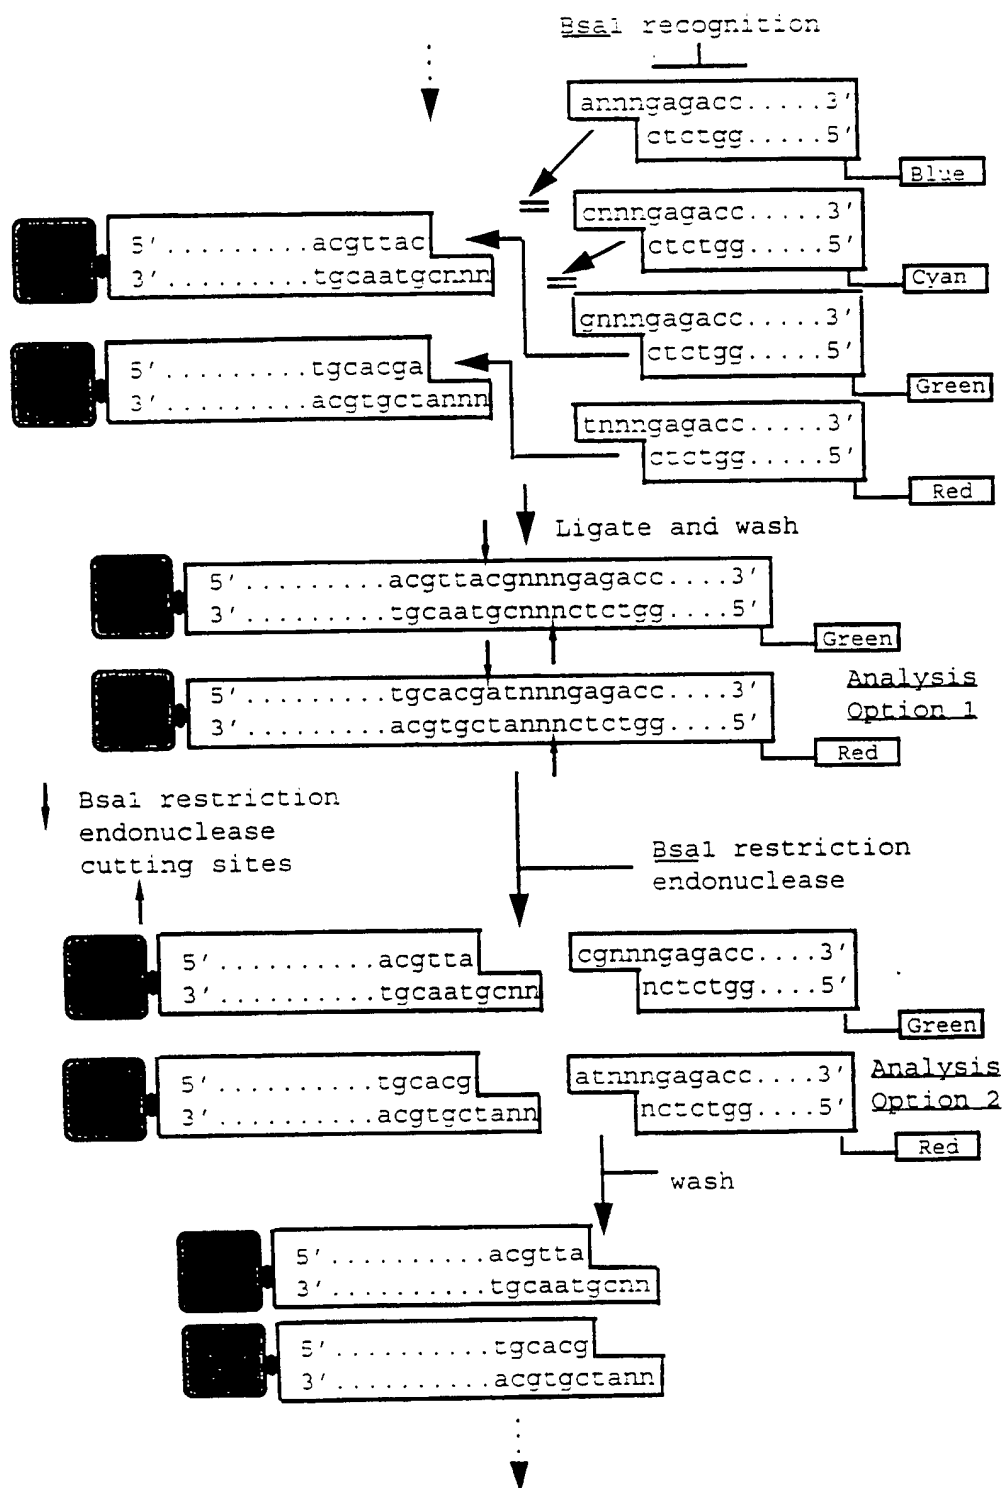 Bsa1 recognition
annngagacc.....3'
ctctgg.....5'
Blue
cnnngagacc.....3'
ctctgg.....5'
Cyan
5'.........acgttac
3'.........tgcaatgcnnn
gnnngagacc.....3'
ctctgg.....5'
Green
5'.........tgcacga
3'.........acgtgctannn
tnnngagacc.....3'
ctctgg.....5'
Red
Ligate and wash
5'.........acgttacgnnngagacc....3'
3'.........tgcaatgcnnnctctgg....5'
Green
5'.........tgcacgatnnngagacc....3'
3'.........acgtgctannnctctgg....5'
Red
Analysis
Option 1
Bsa1 restriction
endonuclease
cutting sites
Bsa1 restriction
endonuclease
5'..........acgtta
3'..........tgcaatgcnn
cgnnngagacc....3'
nctctgg....5'
Green
5'..........tgcacg
3'..........acgtgctann
atnnngagacc....3'
nctctgg....5'
Red
Analysis
Option 2
wash
5'..........acgtta
3'..........tgcaatgcnn
5'..........tgcacg
3'..........acgtgctann